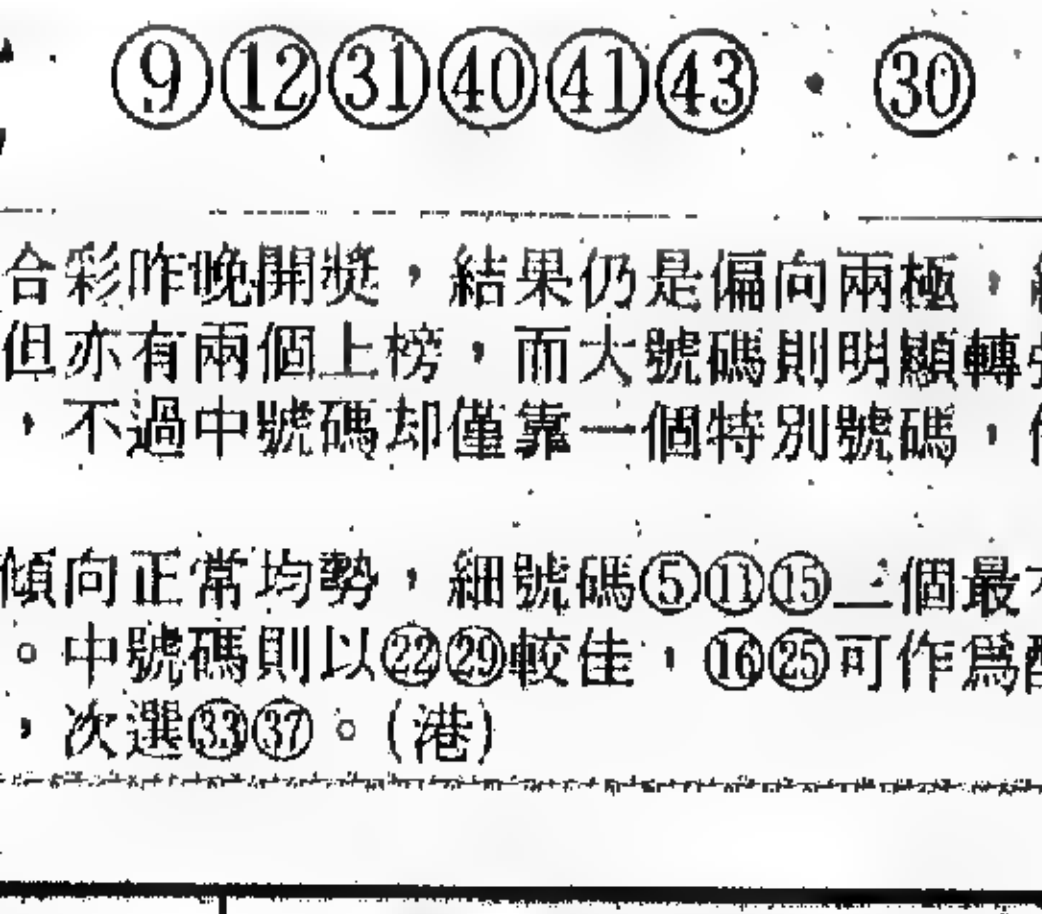 ⑨⑫㉛㊵㊶㊸・㉚
合彩昨晚開獎，結果仍是偏向兩極，
但亦有兩個上榜，而大號碼則明顯轉
，不過中號碼却僅靠一個特別號碼，
傾向正常均勢，細號碼⑤⑪⑮三個最
。中號碼則以㉒㉙較佳，⑯㉕可作爲
，次選㉝㊲。(港)